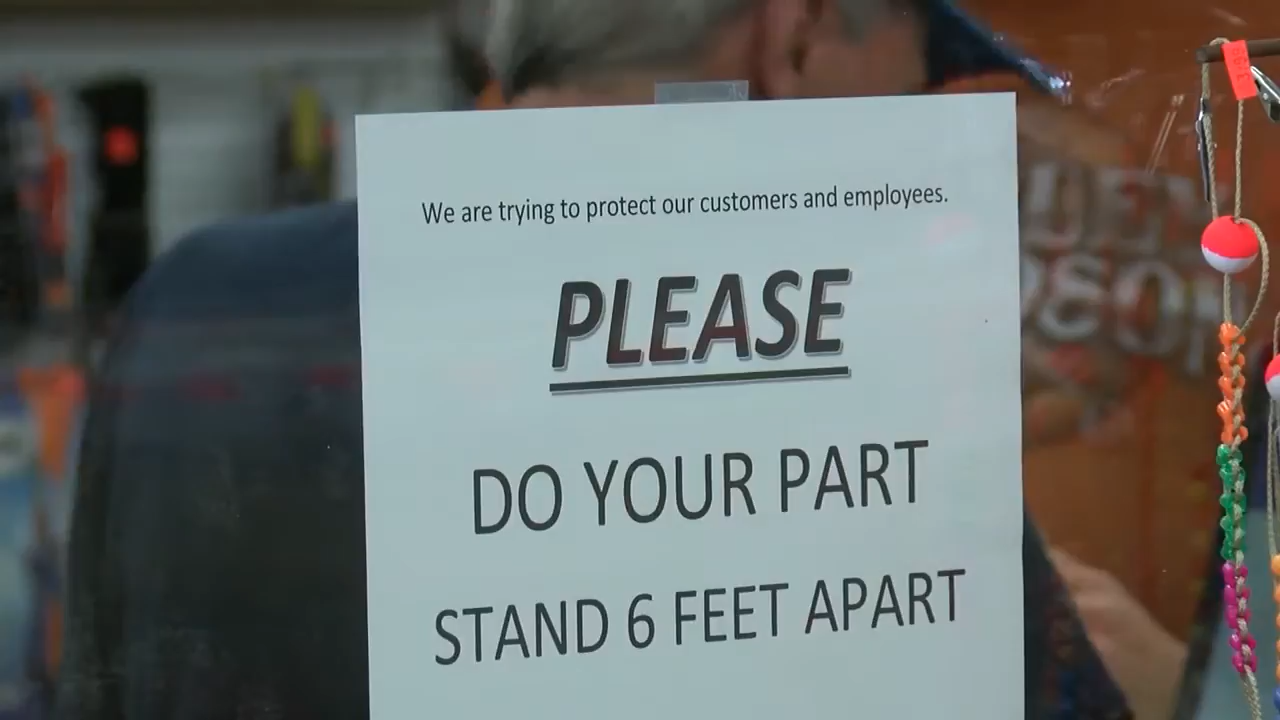 We are trying to protect our customers and employees.
PLEASE
DO YOUR PART
STAND 6 FEET APART